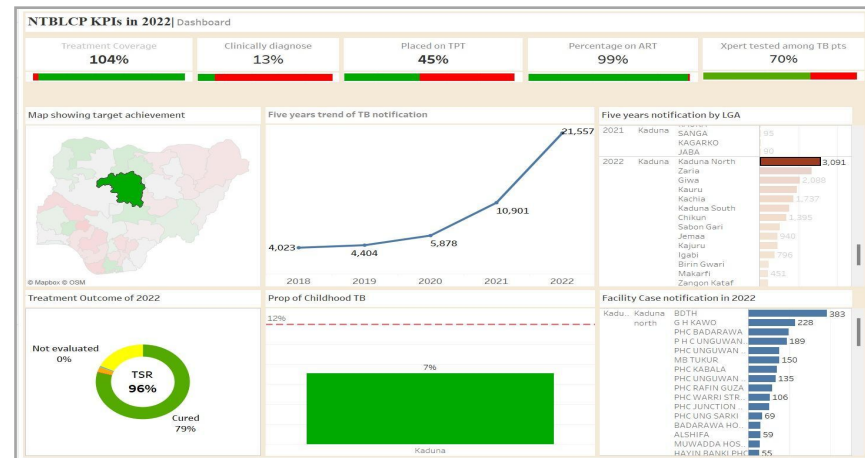 NTBLCP KPIs in 2022| Dashboard
Treatment Coverage
104%
Clinically diagnose
13%
Placed on TPT
45%
Percentage on ART
99%
Xpert tested among TB pts
70%
Map showing target achievement
© Mapbox © OSM
Five years trend of TB notification
21,557
10,901
5,878
4,404
4,023
2018 2019 2020 2021 2022
Five years notification by LGA
2021 Kaduna SANGA 95
KAGARKO
JABA 90
2022 Kaduna Kaduna North 3,091
Zaria
Giwa 2,088
Kauru
Kachia 1,737
Kaduna South
Chikun 1,395
Sabon Gari
Jemaa 940
Kajuru
Igabi 796
Birin Gwari
Makarfi 451
Zangon Kataf
Treatment Outcome of 2022
Not evaluated
0%
TSR
96%
Cured
79%
Prop of Childhood TB
12%
7%
Kaduna
Facility Case notification in 2022
Kadu.. Kaduna north BDTH 383
G H KAWO 228
PHC BADARAWA
P H C UNGUWAN.. 189
PHC UNGUWAN ..
MB TUKUR 150
PHC KABALA
PHC UNGUWAN .. 135
PHC RAFIN GUZA
PHC WARRI STR.. 106
PHC JUNCTION ..
PHC UNG SARKI 69
BADARAWA HO..
ALSHIFA 59
MUWADDA HOS..
HAYIN BANKI PHC 55